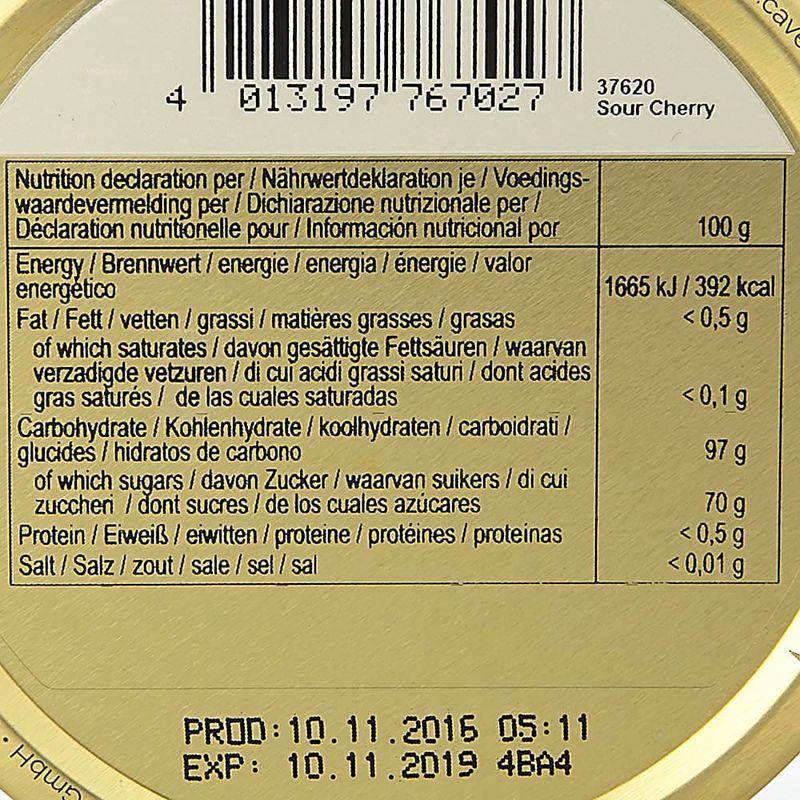 .cave
4 013197 767027
37620
Sour Cherry
Nutrition declaration per / Nährwertdeklaration je / Voedings-
waardevermelding per / Dichiarazione nutrizionale per /
Déclaration nutritionelle pour / Información nutricional por 100 g
Energy / Brennwert / energie / energia / énergie / valor
energético 1665 kJ / 392 kcal
Fat / Fett / vetten / grassi / matières grasses / grasas < 0,5 g
of which saturates / davon gesättigte Fettsäuren / waarvan
verzadigde vetzuren / di cui acidi grassi saturi / dont acides
gras saturés / de las cuales saturadas < 0,1 g
Carbohydrate / Kohlenhydrate / koolhydraten / carboidrati /
glucides / hidratos de carbono 97 g
of which sugars / davon Zucker / waarvan suikers / di cui
zuccheri / dont sucres / de los cuales azúcares 70 g
Protein / Eiweiß / eiwitten / proteine / protéines / proteínas < 0,5 g
Salt / Salz / zout / sale / sel / sal < 0,01 g
PROD: 10.11.2016 05:11
EXP: 10.11.2019 4BA4
GmbH ·